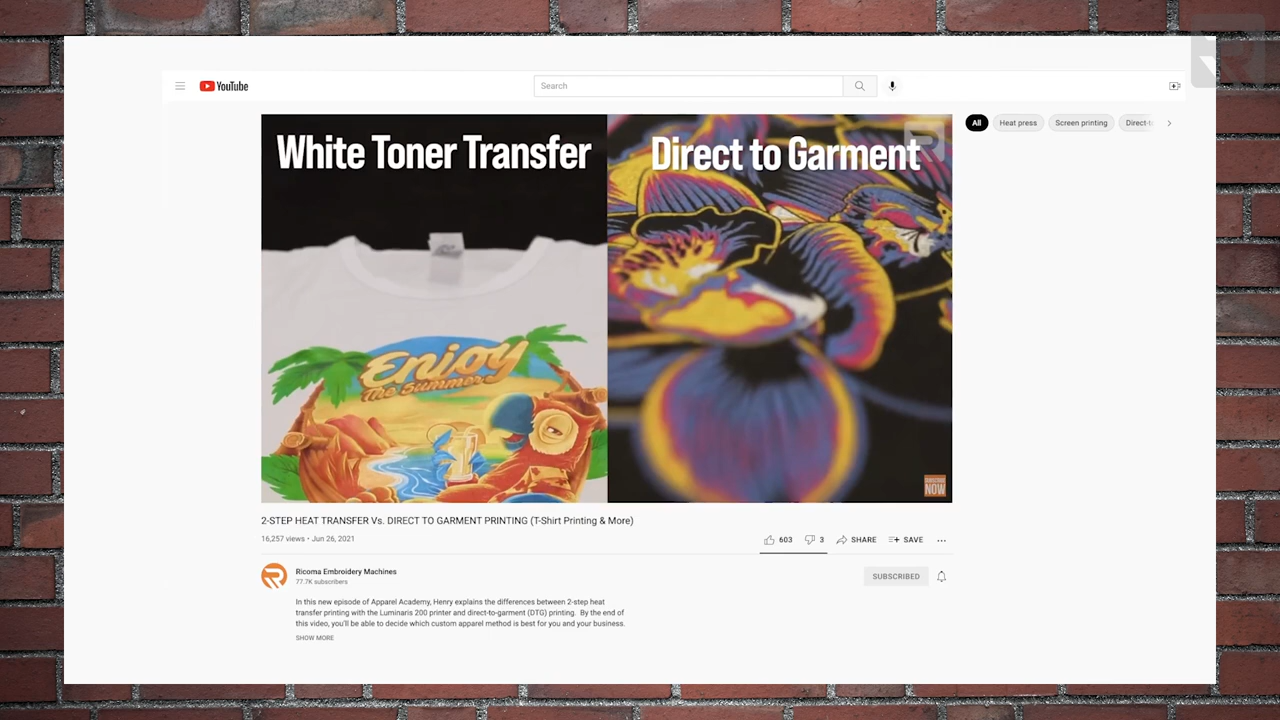 YouTube
Search
All
Heat press
Screen printing
White Toner Transfer
Direct to Garment
Enjoy
The Summer
SUBSCRIBE
NOW
2-STEP HEAT TRANSFER Vs. DIRECT TO GARMENT PRINTING (T-Shirt Printing & More)
16,257 views • Jun 26, 2021
603
3
SHARE
SAVE
Ricoma Embroidery Machines
77.7K subscribers
SUBSCRIBED
In this new episode of Apparel Academy, Henry explains the differences between 2-step heat
transfer printing with the Luminaris 200 printer and direct-to-garment (DTG) printing. By the end of
this video, you'll be able to decide which custom apparel method is best for you and your business.
SHOW MORE